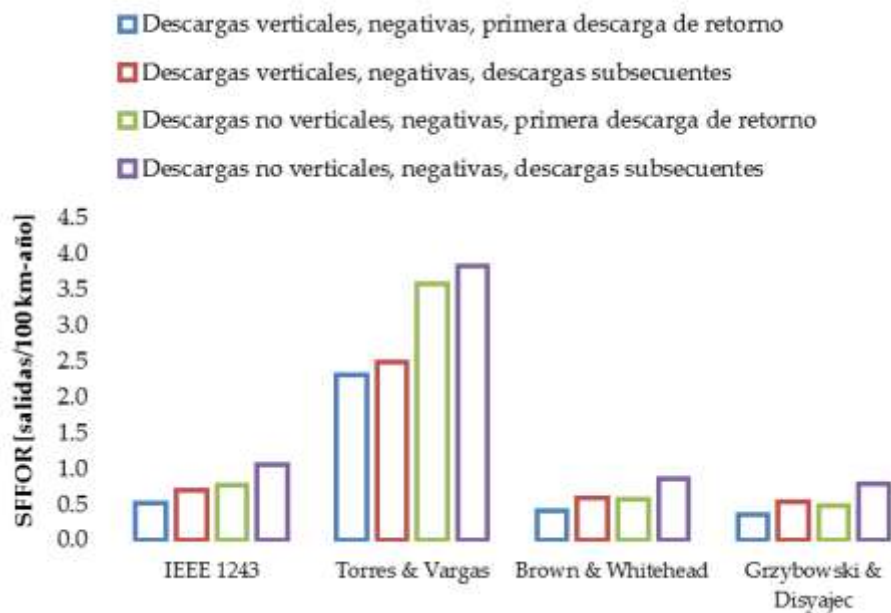 Descargas verticales, negativas, primera descarga de retorno
Descargas verticales, negativas, descargas subsecuentes
Descargas no verticales, negativas, primera descarga de retorno
Descargas no verticales, negativas, descargas subsecuentes
SFFOR [salidas/100 km-año]
4.5
4.0
3.5
3.0
2.5
2.0
1.5
1.0
0.5
0.0
IEEE 1243
Torres & Vargas
Brown & Whitehead
Grzybowski &
Disyajec